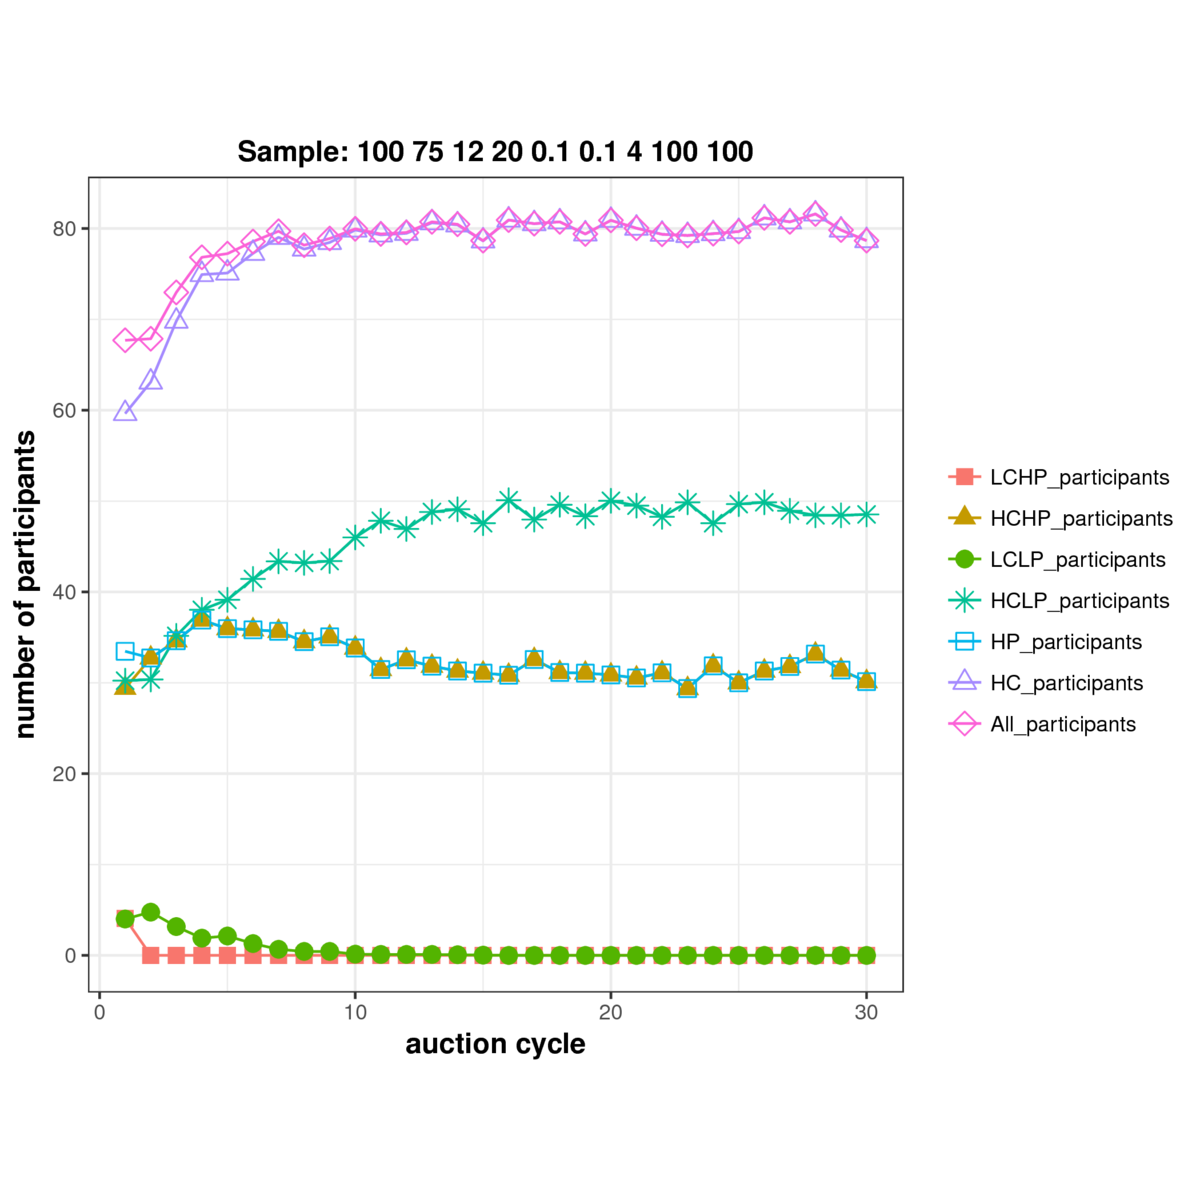 Sample: 100 75 12 20 0.1 0.1 4 100 100
number of participants
80
60
40
20
0
0 10 20 30
auction cycle
LCHP_participants
HCHP_participants
LCLP_participants
HCLP_participants
HP_participants
HC_participants
All_participants